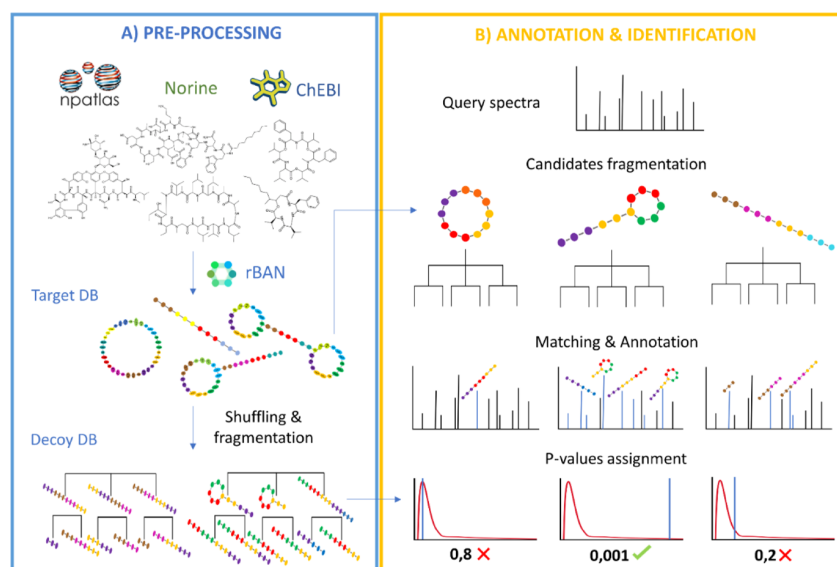 A) PRE-PROCESSING
npatlas
Norine
ChEBI
rBAN
Target DB
Shuffling &
fragmentation
Decoy DB
B) ANNOTATION & IDENTIFICATION
Query spectra
Candidates fragmentation
Matching & Annotation
P-values assignment
0,8
0,001
0,2